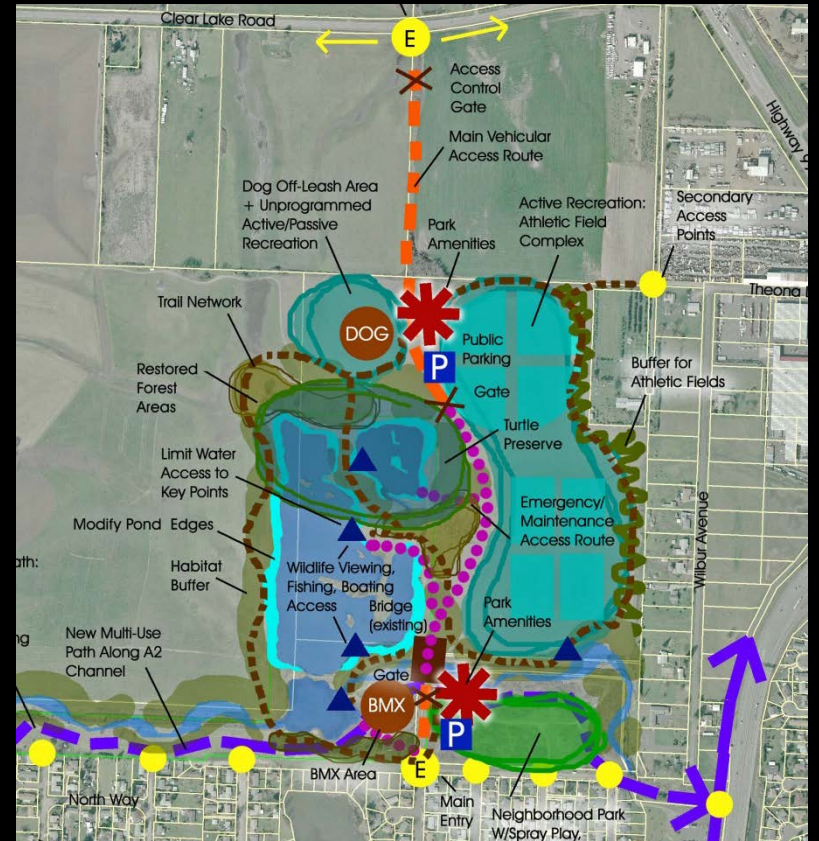 Clear Lake Road
E
Access
Control
Gate
Highway
Main Vehicular
Access Route
Dog Off-Leash Area
+ Unprogrammed
Active/Passive
Recreation
Park
Amenities
Active Recreation:
Athletic Field
Complex
Secondary
Access
Points
Theona
Trail Network
DOG
Public
Parking
P
Restored
Forest
Areas
Gate
Buffer for
Athletic Fields
Turtle
Preserve
Limit Water
Access to
Key Points
Emergency/
Maintenance
Access Route
Modify Pond Edges
Wilbur Avenue
ath:
Habitat
Buffer
Wildlife Viewing,
Fishing, Boating
Access
Bridge
(existing)
Park
Amenities
ng
New Multi-Use
Path Along A2
Channel
Gate
BMX
P
E
BMX Area
North Way
Main
Entry
Neighborhood Park
W/Spray Play,